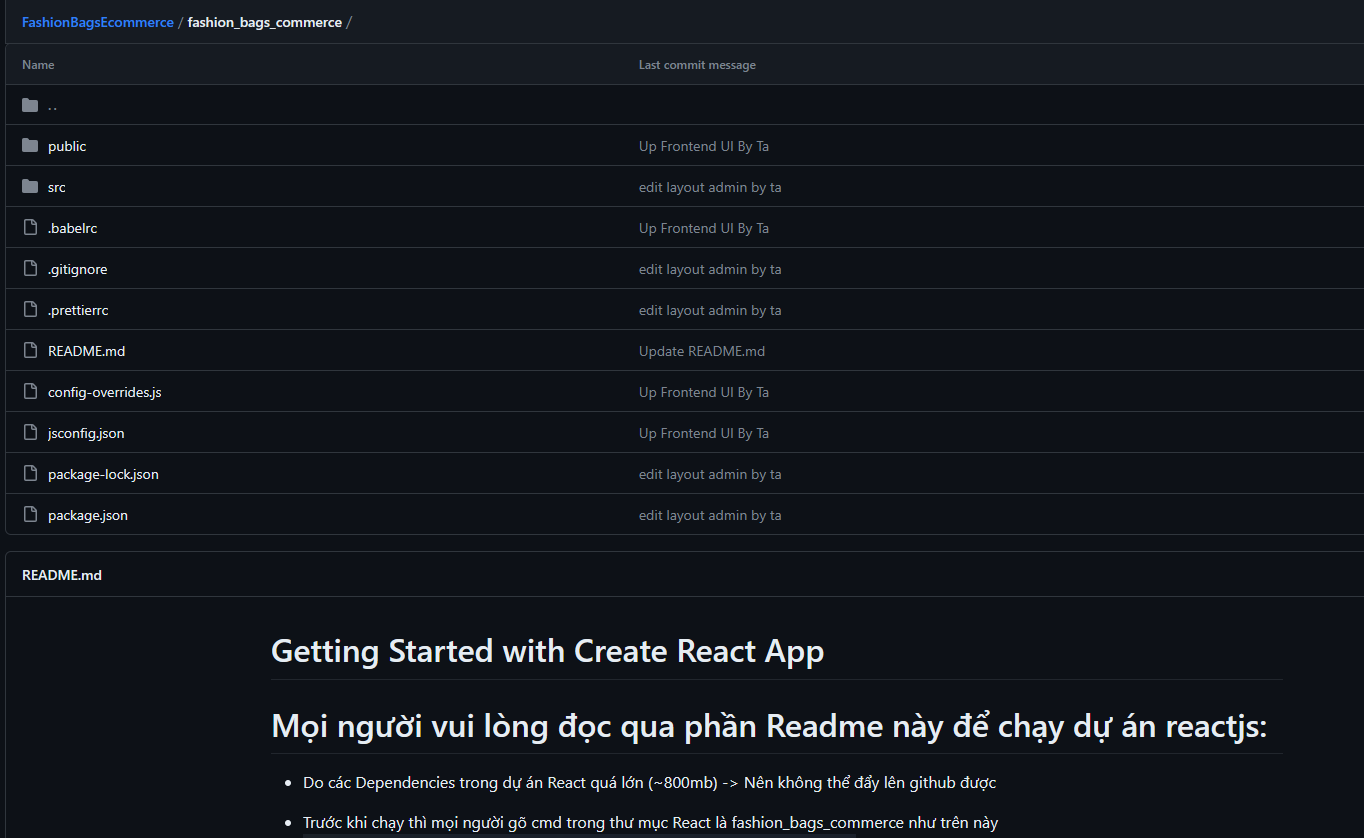 FashionBagsEcommerce / fashion_bags_commerce /
Name Last commit message
..
public Up Frontend UI By Ta
src edit layout admin by ta
.babelrc Up Frontend UI By Ta
.gitignore edit layout admin by ta
.prettierrc edit layout admin by ta
README.md Update README.md
config-overrides.js Up Frontend UI By Ta
jsconfig.json Up Frontend UI By Ta
package-lock.json edit layout admin by ta
package.json edit layout admin by ta
README.md
Getting Started with Create React App
Mọi người vui lòng đọc qua phần Readme này để chạy dự án reactjs:
• Do các Dependencies trong dự án React quá lớn (~800mb) -> Nên không thể đẩy lên github được
• Trước khi chạy thì mọi người gõ cmd trong thư mục React là fashion_bags_commerce như trên này